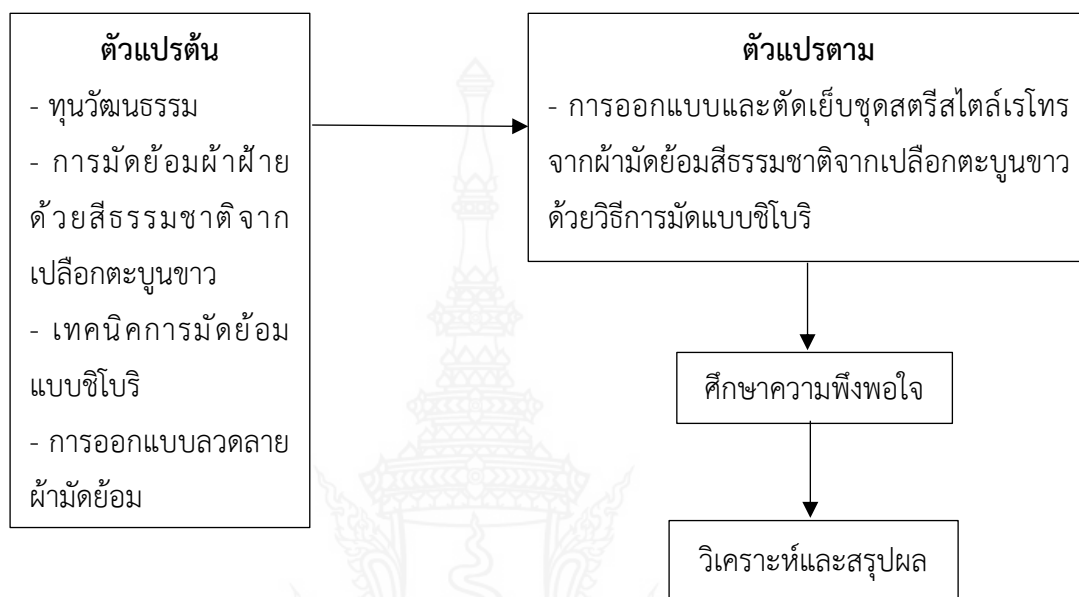 ตัวแปรต้น
- ทุนวัฒนธรรม
- การมัดย้อมผ้าฝ้าย
ด้วยสีธรรมชาติจาก
เปลือกตะบูนขาว
- เทคนิคการมัดย้อม
แบบชิโบริ
- การออกแบบลวดลาย
ผ้ามัดย้อม
ตัวแปรตาม
- การออกแบบและตัดเย็บชุดสตรีสไตล์เรโทร
จากผ้ามัดย้อมสีธรรมชาติจากเปลือกตะบูนขาว
ด้วยวิธีการมัดแบบชิโบริ
ศึกษาความพึงพอใจ
วิเคราะห์และสรุปผล